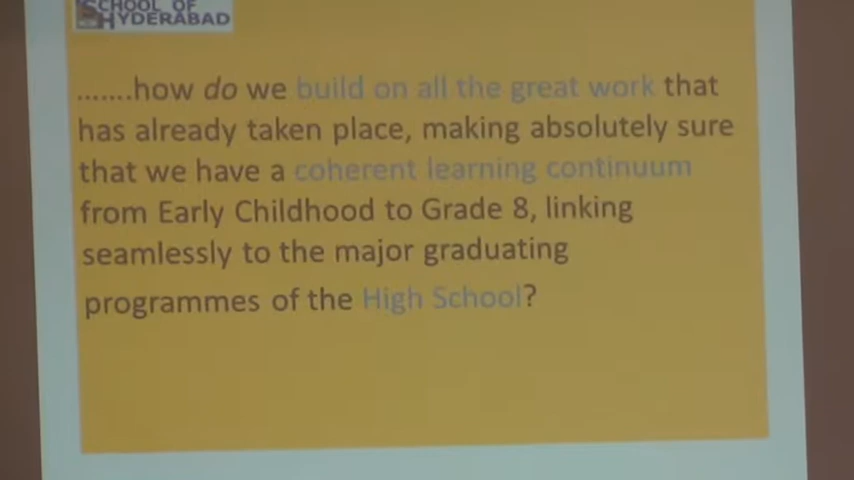 SCHOOL OF
HYDERABAD
.......how do we build on all the great work that
has already taken place, making absolutely sure
that we have a coherent learning continuum
from Early Childhood to Grade 8, linking
seamlessly to the major graduating
programmes of the High School?